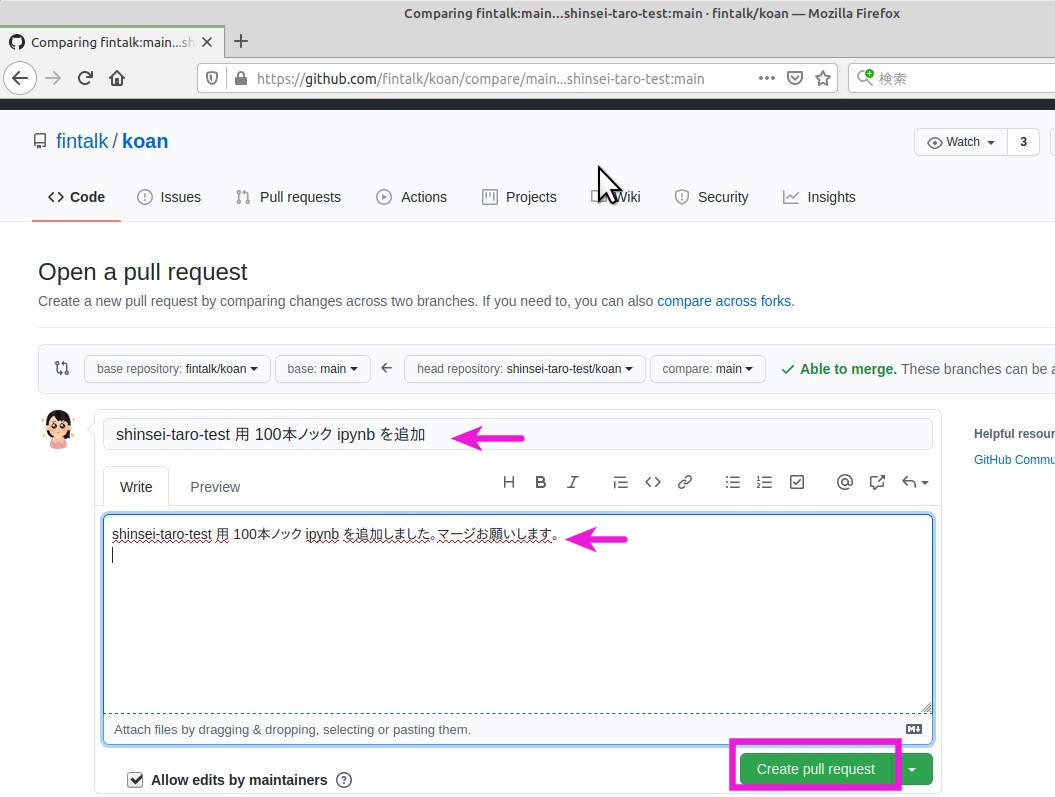 Comparing fintalk:main...shinsei-taro-test:main · fintalk/koan — Mozilla Firefox
Comparing fintalk:main...sh
https://github.com/fintalk/koan/compare/main...shinsei-taro-test:main
検索
fintalk / koan
Watch 3
Code Issues Pull requests Actions Projects Wiki Security Insights
Open a pull request
Create a new pull request by comparing changes across two branches. If you need to, you can also compare across forks.
base repository: fintalk/koan base: main head repository: shinsei-taro-test/koan compare: main Able to merge. These branches can be a
shinsei-taro-test 用 100本ノック ipynb を追加
Helpful resour
GitHub Commu
Write Preview
shinsei-taro-test 用 100本ノック ipynb を追加しました。マージお願いします。
Attach files by dragging & dropping, selecting or pasting them.
Create pull request
Allow edits by maintainers